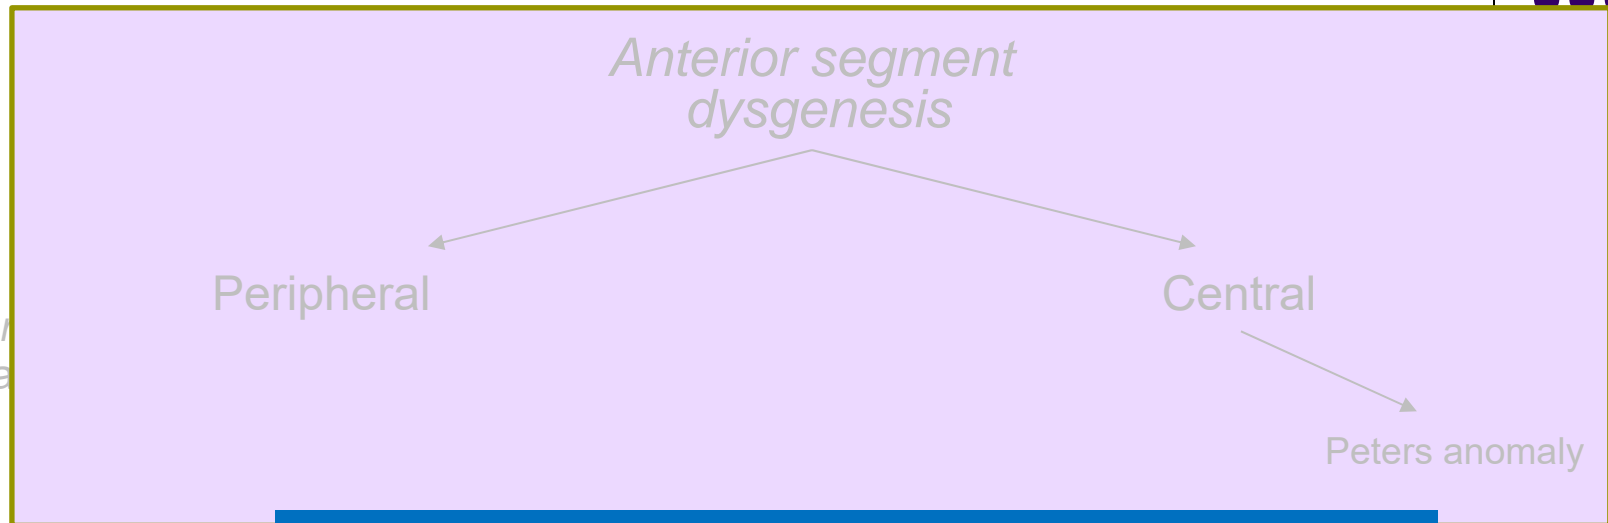 Anterior segment
dysgenesis
Peripheral
Central
Peters anomaly